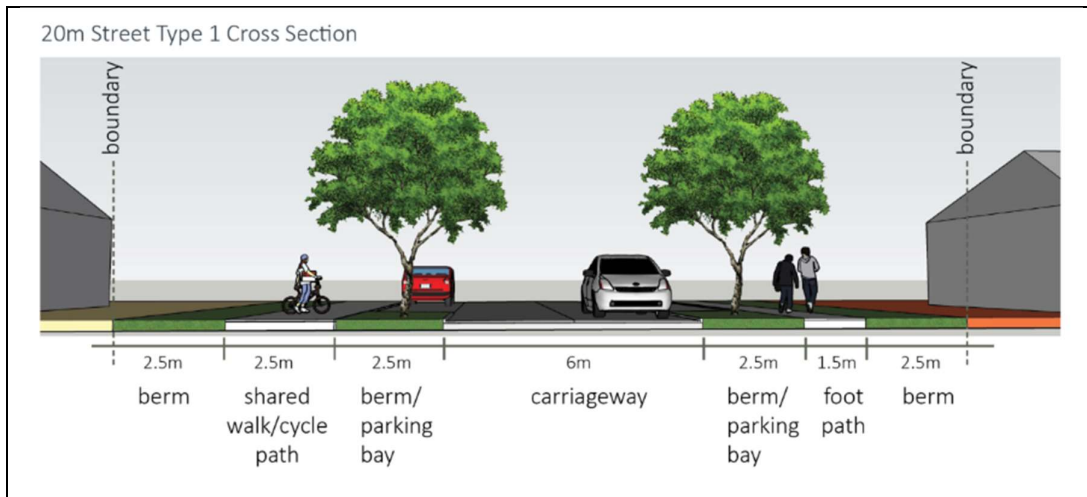 20m Street Type 1 Cross Section
boundary
boundary
2.5m
2.5m
2.5m
6m
2.5m
1.5m
2.5m
berm
shared
walk/cycle
path
berm/
parking
bay
carriageway
berm/
parking
bay
foot
path
berm